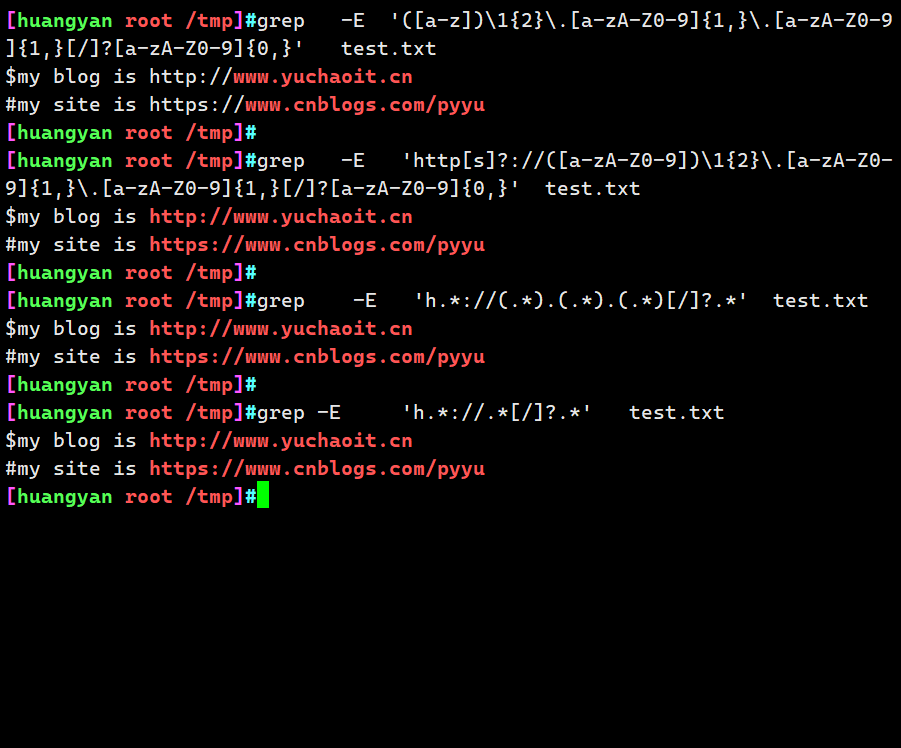 [huangyan root /tmp]#grep   -E  '([a-z])\1{2}\.[a-zA-Z0-9]{1,}\.[a-zA-Z0-9
]{1,}[/]?[a-zA-Z0-9]{0,}'   test.txt
$my blog is http://www.yuchaoit.cn
#my site is https://www.cnblogs.com/pyyu
[huangyan root /tmp]#
[huangyan root /tmp]#grep   -E   'http[s]?://([a-zA-Z0-9])\1{2}\.[a-zA-Z0-
9]{1,}\.[a-zA-Z0-9]{1,}[/]?[a-zA-Z0-9]{0,}'  test.txt
$my blog is http://www.yuchaoit.cn
#my site is https://www.cnblogs.com/pyyu
[huangyan root /tmp]#
[huangyan root /tmp]#grep    -E   'h.*://(.*).(.*).(.*)[/]?.*'  test.txt
$my blog is http://www.yuchaoit.cn
#my site is https://www.cnblogs.com/pyyu
[huangyan root /tmp]#
[huangyan root /tmp]#grep -E     'h.*://.*[/]?.*'   test.txt
$my blog is http://www.yuchaoit.cn
#my site is https://www.cnblogs.com/pyyu
[huangyan root /tmp]#